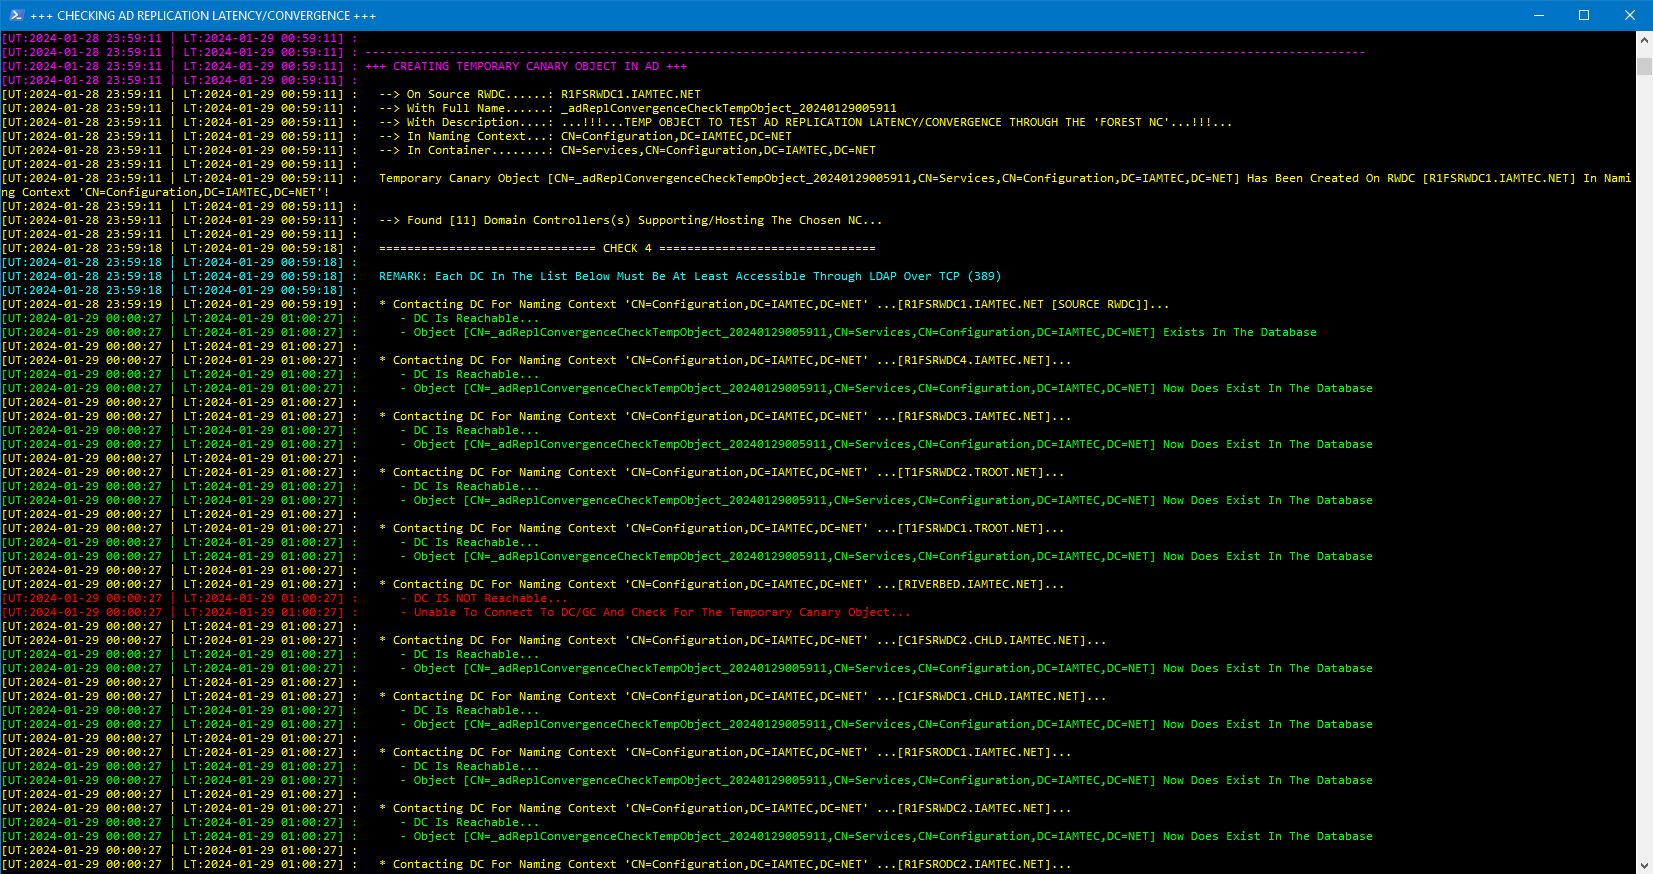 +++ CHECKING AD REPLICATION LATENCY/CONVERGENCE +++
[UT:2024-01-28 23:59:11 | LT:2024-01-29 00:59:11] :
[UT:2024-01-28 23:59:11 | LT:2024-01-29 00:59:11] : -----------------------------------------------------------------------------------------------------------------------------------------------
[UT:2024-01-28 23:59:11 | LT:2024-01-29 00:59:11] : +++ CREATING TEMPORARY CANARY OBJECT IN AD +++
[UT:2024-01-28 23:59:11 | LT:2024-01-29 00:59:11] :
[UT:2024-01-28 23:59:11 | LT:2024-01-29 00:59:11] :   --> On Source RWDC......: R1FSRWDC1.IAMTEC.NET
[UT:2024-01-28 23:59:11 | LT:2024-01-29 00:59:11] :   --> With Full Name......: _adReplConvergenceCheckTempObject_20240129005911
[UT:2024-01-28 23:59:11 | LT:2024-01-29 00:59:11] :   --> With Description....: ...!!!...TEMP OBJECT TO TEST AD REPLICATION LATENCY/CONVERGENCE THROUGH THE 'FOREST NC'...!!!...
[UT:2024-01-28 23:59:11 | LT:2024-01-29 00:59:11] :   --> In Naming Context...: CN=Configuration,DC=IAMTEC,DC=NET
[UT:2024-01-28 23:59:11 | LT:2024-01-29 00:59:11] :   --> In Container........: CN=Services,CN=Configuration,DC=IAMTEC,DC=NET
[UT:2024-01-28 23:59:11 | LT:2024-01-29 00:59:11] :
[UT:2024-01-28 23:59:11 | LT:2024-01-29 00:59:11] :   Temporary Canary Object [CN=_adReplConvergenceCheckTempObject_20240129005911,CN=Services,CN=Configuration,DC=IAMTEC,DC=NET] Has Been Created On RWDC [R1FSRWDC1.IAMTEC.NET] In Nami
ng Context 'CN=Configuration,DC=IAMTEC,DC=NET'!
[UT:2024-01-28 23:59:11 | LT:2024-01-29 00:59:11] :
[UT:2024-01-28 23:59:11 | LT:2024-01-29 00:59:11] :   --> Found [11] Domain Controllers(s) Supporting/Hosting The Chosen NC...
[UT:2024-01-28 23:59:11 | LT:2024-01-29 00:59:11] :
[UT:2024-01-28 23:59:18 | LT:2024-01-29 00:59:18] :   =============================== CHECK 4 ===============================
[UT:2024-01-28 23:59:18 | LT:2024-01-29 00:59:18] :
[UT:2024-01-28 23:59:18 | LT:2024-01-29 00:59:18] :   REMARK: Each DC In The List Below Must Be At Least Accessible Through LDAP Over TCP (389)
[UT:2024-01-28 23:59:18 | LT:2024-01-29 00:59:18] :
[UT:2024-01-28 23:59:19 | LT:2024-01-29 00:59:19] :   * Contacting DC For Naming Context 'CN=Configuration,DC=IAMTEC,DC=NET' ...[R1FSRWDC1.IAMTEC.NET [SOURCE RWDC]]...
[UT:2024-01-29 00:00:27 | LT:2024-01-29 01:00:27] :      - DC Is Reachable...
[UT:2024-01-29 00:00:27 | LT:2024-01-29 01:00:27] :      - Object [CN=_adReplConvergenceCheckTempObject_20240129005911,CN=Services,CN=Configuration,DC=IAMTEC,DC=NET] Exists In The Database
[UT:2024-01-29 00:00:27 | LT:2024-01-29 01:00:27] :
[UT:2024-01-29 00:00:27 | LT:2024-01-29 01:00:27] :   * Contacting DC For Naming Context 'CN=Configuration,DC=IAMTEC,DC=NET' ...[R1FSRWDC4.IAMTEC.NET]...
[UT:2024-01-29 00:00:27 | LT:2024-01-29 01:00:27] :      - DC Is Reachable...
[UT:2024-01-29 00:00:27 | LT:2024-01-29 01:00:27] :      - Object [CN=_adReplConvergenceCheckTempObject_20240129005911,CN=Services,CN=Configuration,DC=IAMTEC,DC=NET] Now Does Exist In The Database
[UT:2024-01-29 00:00:27 | LT:2024-01-29 01:00:27] :
[UT:2024-01-29 00:00:27 | LT:2024-01-29 01:00:27] :   * Contacting DC For Naming Context 'CN=Configuration,DC=IAMTEC,DC=NET' ...[R1FSRWDC3.IAMTEC.NET]...
[UT:2024-01-29 00:00:27 | LT:2024-01-29 01:00:27] :      - DC Is Reachable...
[UT:2024-01-29 00:00:27 | LT:2024-01-29 01:00:27] :      - Object [CN=_adReplConvergenceCheckTempObject_20240129005911,CN=Services,CN=Configuration,DC=IAMTEC,DC=NET] Now Does Exist In The Database
[UT:2024-01-29 00:00:27 | LT:2024-01-29 01:00:27] :
[UT:2024-01-29 00:00:27 | LT:2024-01-29 01:00:27] :   * Contacting DC For Naming Context 'CN=Configuration,DC=IAMTEC,DC=NET' ...[T1FSRWDC2.TROOT.NET]...
[UT:2024-01-29 00:00:27 | LT:2024-01-29 01:00:27] :      - DC Is Reachable...
[UT:2024-01-29 00:00:27 | LT:2024-01-29 01:00:27] :      - Object [CN=_adReplConvergenceCheckTempObject_20240129005911,CN=Services,CN=Configuration,DC=IAMTEC,DC=NET] Now Does Exist In The Database
[UT:2024-01-29 00:00:27 | LT:2024-01-29 01:00:27] :
[UT:2024-01-29 00:00:27 | LT:2024-01-29 01:00:27] :   * Contacting DC For Naming Context 'CN=Configuration,DC=IAMTEC,DC=NET' ...[T1FSRWDC1.TROOT.NET]...
[UT:2024-01-29 00:00:27 | LT:2024-01-29 01:00:27] :      - DC Is Reachable...
[UT:2024-01-29 00:00:27 | LT:2024-01-29 01:00:27] :      - Object [CN=_adReplConvergenceCheckTempObject_20240129005911,CN=Services,CN=Configuration,DC=IAMTEC,DC=NET] Now Does Exist In The Database
[UT:2024-01-29 00:00:27 | LT:2024-01-29 01:00:27] :
[UT:2024-01-29 00:00:27 | LT:2024-01-29 01:00:27] :   * Contacting DC For Naming Context 'CN=Configuration,DC=IAMTEC,DC=NET' ...[RIVERBED.IAMTEC.NET]...
[UT:2024-01-29 00:00:27 | LT:2024-01-29 01:00:27] :      - DC IS NOT Reachable...
[UT:2024-01-29 00:00:27 | LT:2024-01-29 01:00:27] :      - Unable To Connect To DC/GC And Check For The Temporary Canary Object...
[UT:2024-01-29 00:00:27 | LT:2024-01-29 01:00:27] :
[UT:2024-01-29 00:00:27 | LT:2024-01-29 01:00:27] :   * Contacting DC For Naming Context 'CN=Configuration,DC=IAMTEC,DC=NET' ...[C1FSRWDC2.CHLD.IAMTEC.NET]...
[UT:2024-01-29 00:00:27 | LT:2024-01-29 01:00:27] :      - DC Is Reachable...
[UT:2024-01-29 00:00:27 | LT:2024-01-29 01:00:27] :      - Object [CN=_adReplConvergenceCheckTempObject_20240129005911,CN=Services,CN=Configuration,DC=IAMTEC,DC=NET] Now Does Exist In The Database
[UT:2024-01-29 00:00:27 | LT:2024-01-29 01:00:27] :
[UT:2024-01-29 00:00:27 | LT:2024-01-29 01:00:27] :   * Contacting DC For Naming Context 'CN=Configuration,DC=IAMTEC,DC=NET' ...[C1FSRWDC1.CHLD.IAMTEC.NET]...
[UT:2024-01-29 00:00:27 | LT:2024-01-29 01:00:27] :      - DC Is Reachable...
[UT:2024-01-29 00:00:27 | LT:2024-01-29 01:00:27] :      - Object [CN=_adReplConvergenceCheckTempObject_20240129005911,CN=Services,CN=Configuration,DC=IAMTEC,DC=NET] Now Does Exist In The Database
[UT:2024-01-29 00:00:27 | LT:2024-01-29 01:00:27] :
[UT:2024-01-29 00:00:27 | LT:2024-01-29 01:00:27] :   * Contacting DC For Naming Context 'CN=Configuration,DC=IAMTEC,DC=NET' ...[R1FSRODC1.IAMTEC.NET]...
[UT:2024-01-29 00:00:27 | LT:2024-01-29 01:00:27] :      - DC Is Reachable...
[UT:2024-01-29 00:00:27 | LT:2024-01-29 01:00:27] :      - Object [CN=_adReplConvergenceCheckTempObject_20240129005911,CN=Services,CN=Configuration,DC=IAMTEC,DC=NET] Now Does Exist In The Database
[UT:2024-01-29 00:00:27 | LT:2024-01-29 01:00:27] :
[UT:2024-01-29 00:00:27 | LT:2024-01-29 01:00:27] :   * Contacting DC For Naming Context 'CN=Configuration,DC=IAMTEC,DC=NET' ...[R1FSRWDC2.IAMTEC.NET]...
[UT:2024-01-29 00:00:27 | LT:2024-01-29 01:00:27] :      - DC Is Reachable...
[UT:2024-01-29 00:00:27 | LT:2024-01-29 01:00:27] :      - Object [CN=_adReplConvergenceCheckTempObject_20240129005911,CN=Services,CN=Configuration,DC=IAMTEC,DC=NET] Now Does Exist In The Database
[UT:2024-01-29 00:00:27 | LT:2024-01-29 01:00:27] :
[UT:2024-01-29 00:00:27 | LT:2024-01-29 01:00:27] :   * Contacting DC For Naming Context 'CN=Configuration,DC=IAMTEC,DC=NET' ...[R1FSRODC2.IAMTEC.NET]...